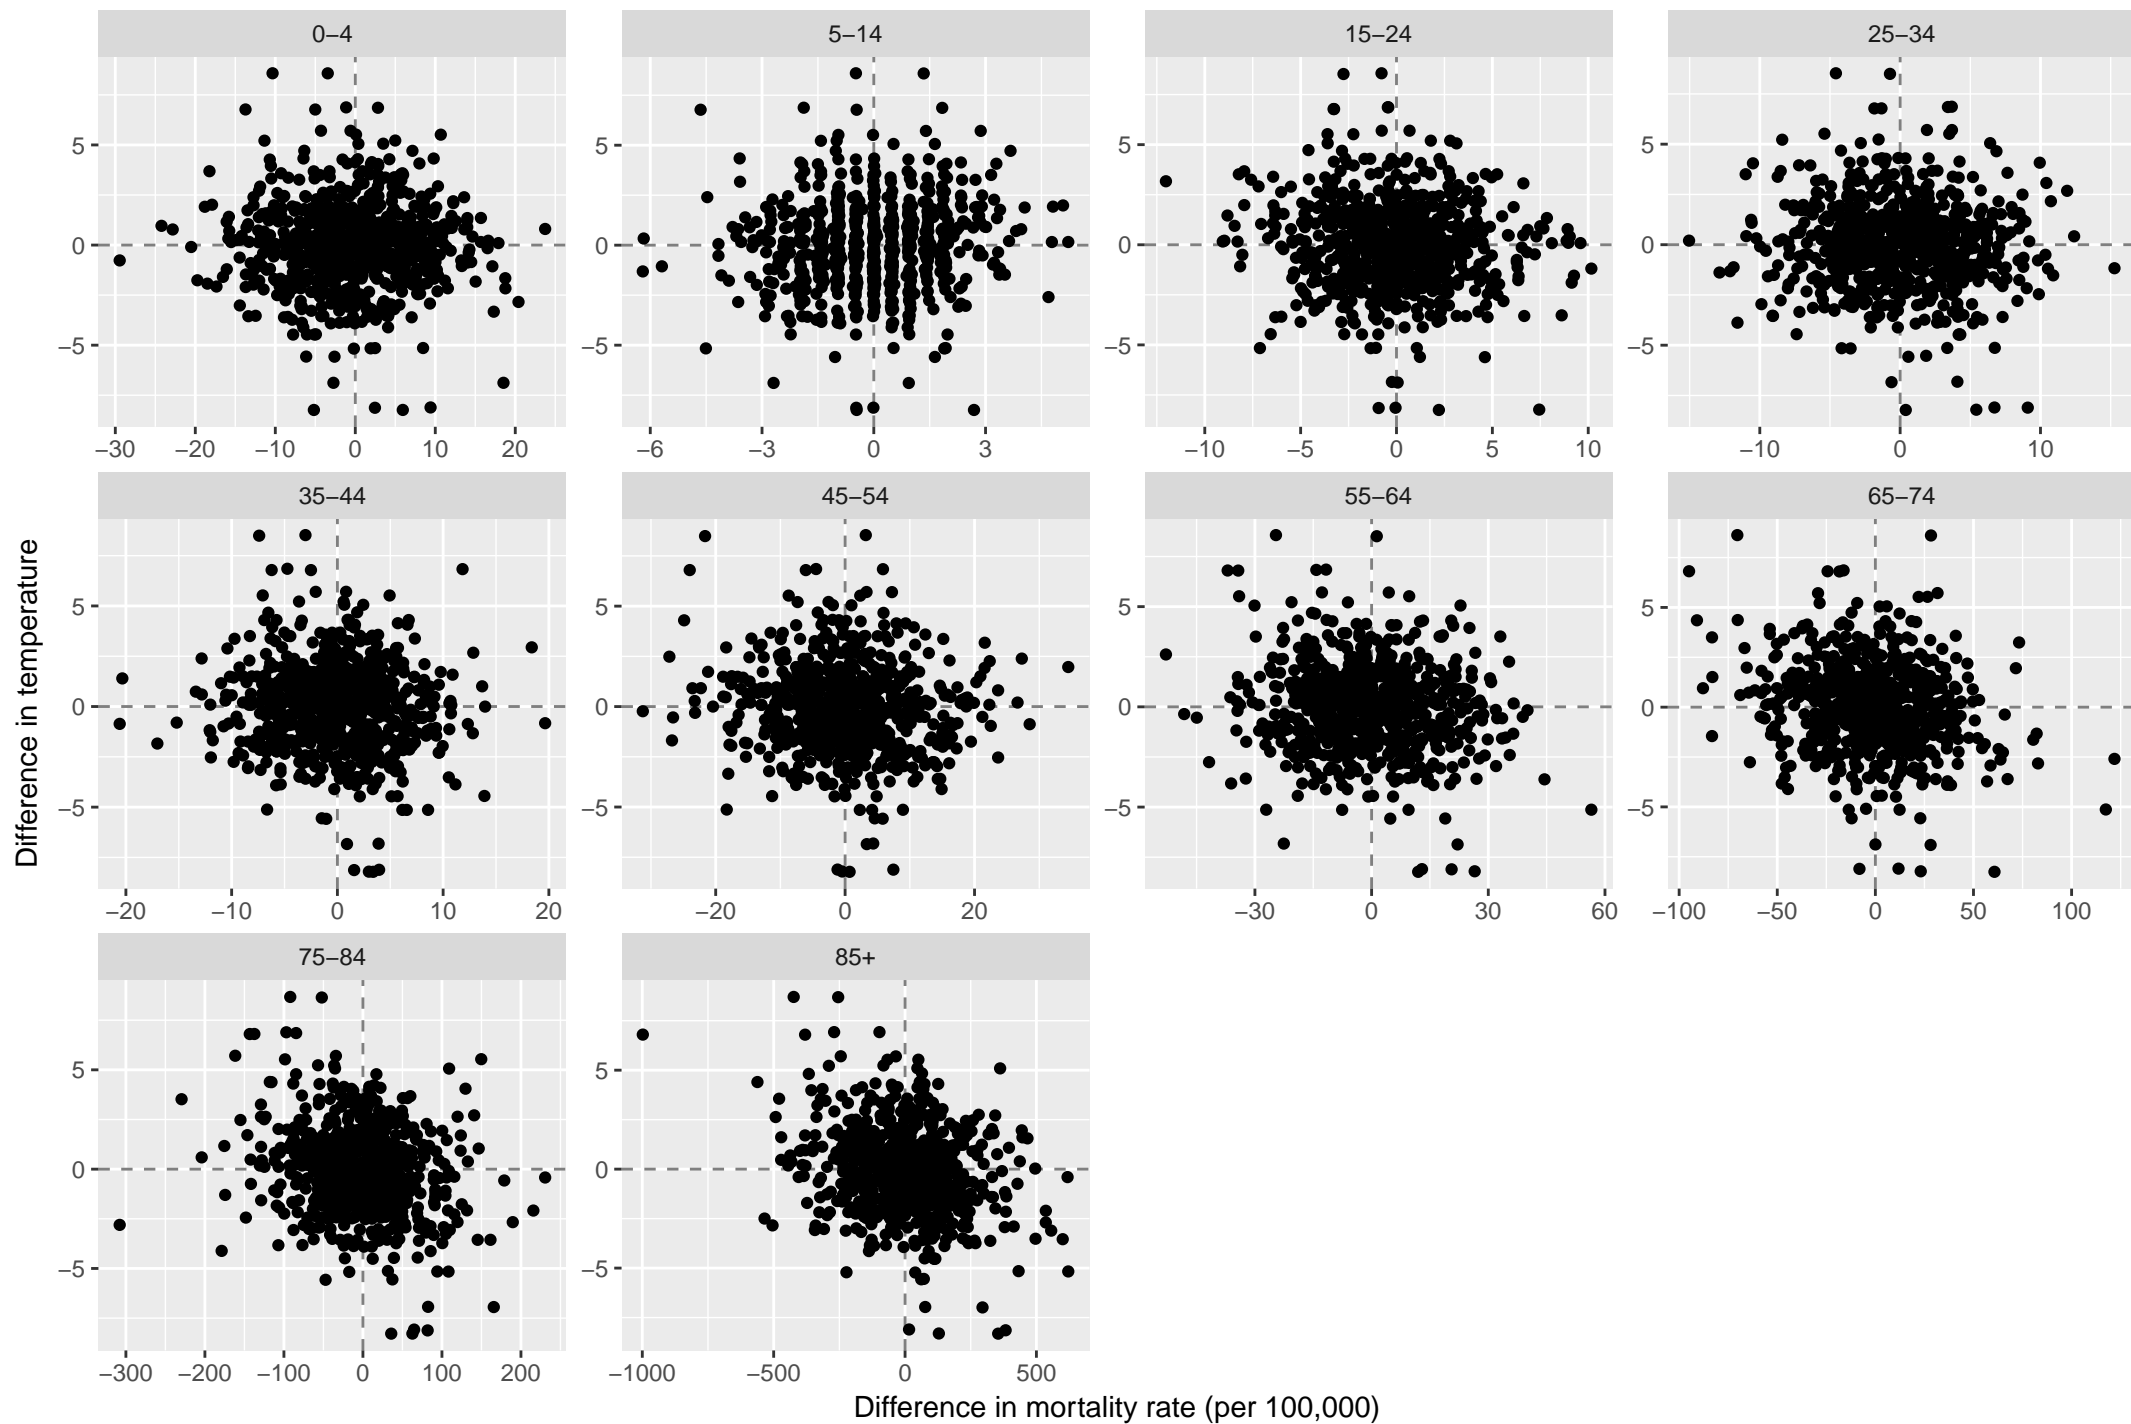 0–4 5–14 15–24 25–34
5 5 5 5
0 0 0 0
−5 −5 −5 −5
−30 −20 −10 0 10 20 −6 −3 0 3 −10 −5 0 5 10 −10 0 10
35–44 45–54 55–64 65–74
5 5 5 5
0 0 0 0
−5 −5 −5 −5
−20 −10 0 10 20 −20 0 20 −30 0 30 60 −100 −50 0 50 100
Difference in temperature
75–84 85+
5 5
0 0
−5 −5
−300 −200 −100 0 100 200 −1000 −500 0 500
Difference in mortality rate (per 100,000)